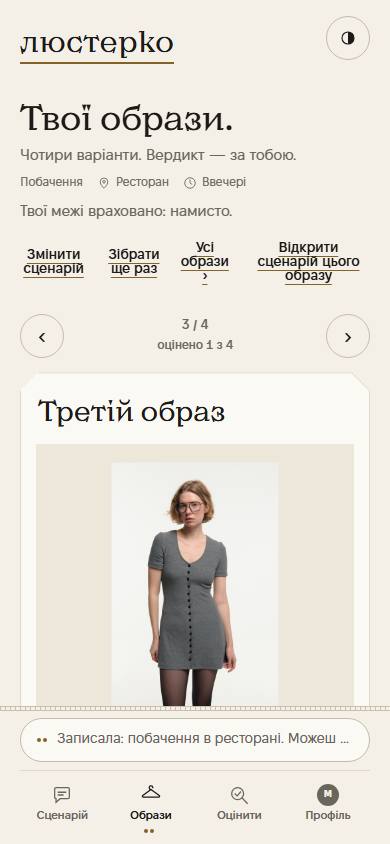 люстерко
Твої образи.
Чотири варіанти. Вердикт — за тобою.
Побачення Ресторан Ввечері
Твої межі враховано: намисто.
Змінити
сценарій
Зібрати
ще раз
Усі
образи
›
Відкрити
сценарій цього
образу
‹
3 / 4
оцінено 1 з 4
›
Третій образ
Записала: побачення в ресторані. Можеш ...
Сценарій Образи Оцінити Профіль
М